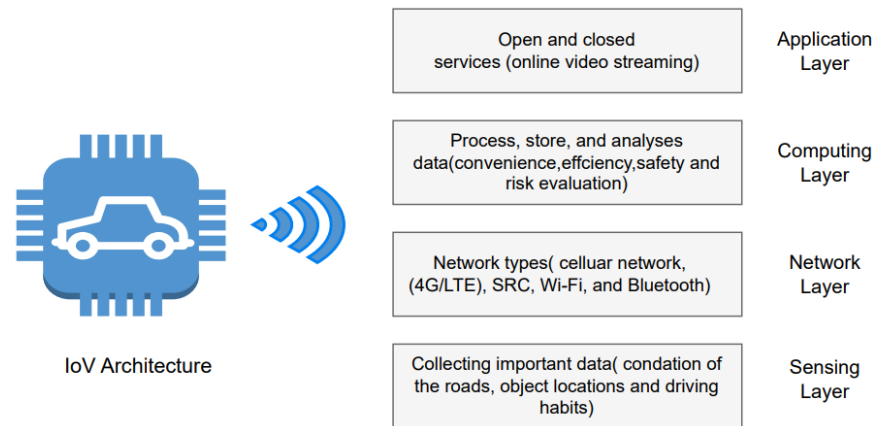 Open and closed
services (online video streaming)
Application
Layer
Process, store, and analyses
data(convenience,effciency,safety and
risk evaluation)
Computing
Layer
Network types( celluar network,
(4G/LTE), SRC, Wi-Fi, and Bluetooth)
Network
Layer
IoV Architecture
Collecting important data( condation of
the roads, object locations and driving
habits)
Sensing
Layer